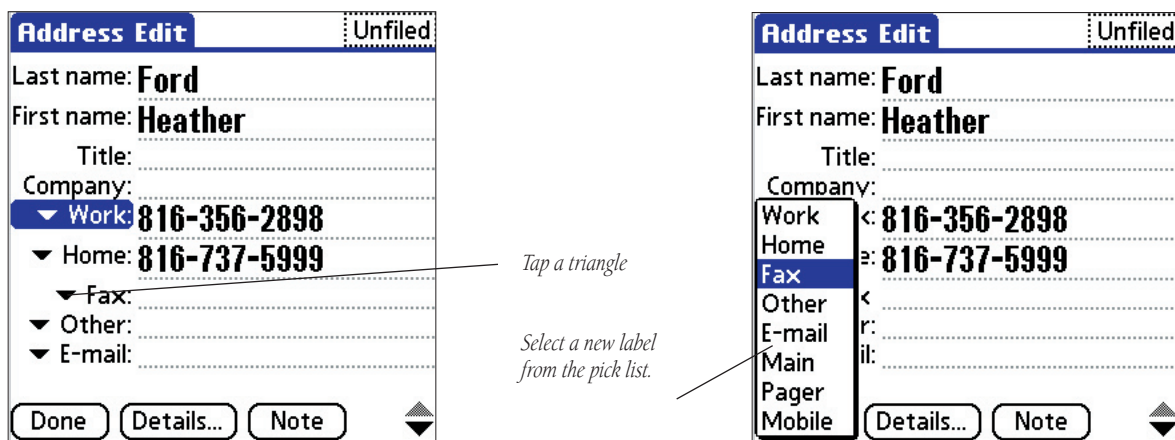 Address Edit Unfiled
Last name: Ford
First name: Heather
Title:
Company:
Work: 816-356-2898
Home: 816-737-5999
Fax:
Other:
E-mail:
Done Details... Note
Tap a triangle
Select a new label
from the pick list.
Address Edit Unfiled
Last name: Ford
First name: Heather
Title:
Company:
Work k: 816-356-2898
Home e: 816-737-5999
Fax
Other r:
E-mail il:
Main
Pager
Mobile Details... Note